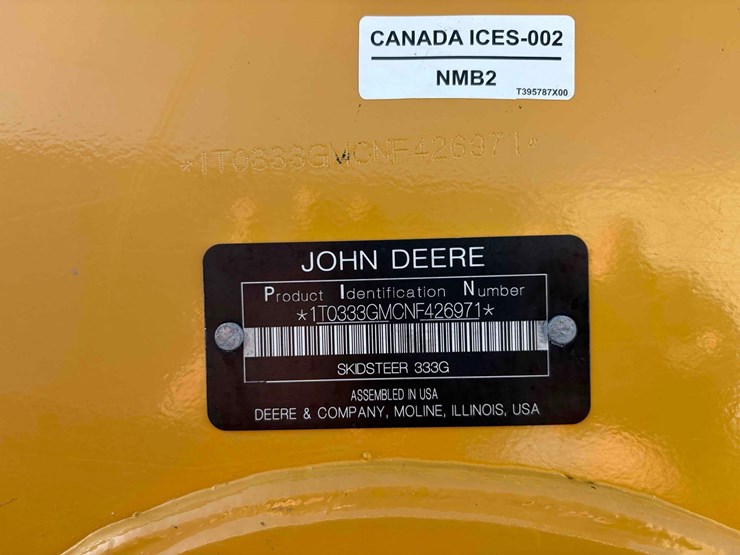 CANADA ICES-002
NMB2
T395787X00
*1T0333GMCNF426971*
JOHN DEERE
Product Identification Number
*1T0333GMCNF426971*
SKIDSTEER 333G
ASSEMBLED IN USA
DEERE & COMPANY, MOLINE, ILLINOIS, USA